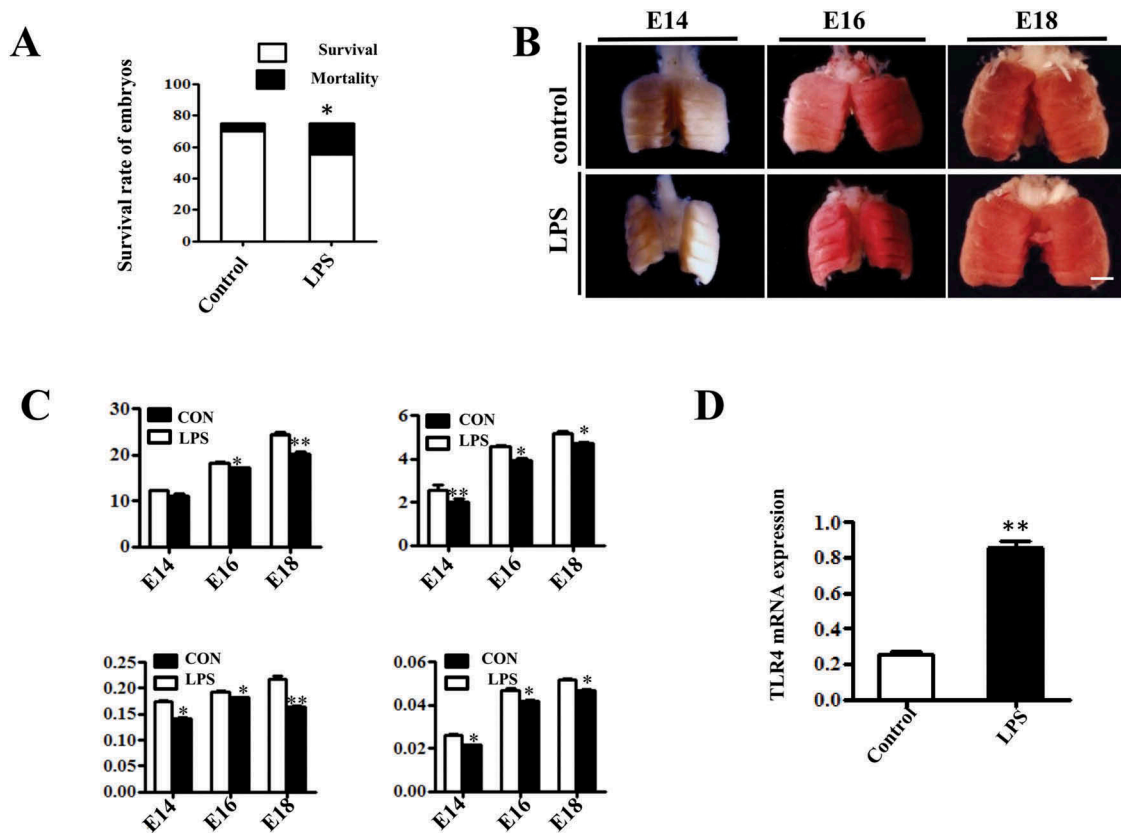 A
Survival
Mortality
Survival rate of embryos
100
80
60
40
20
0
*
Control
LPS
B
E14
E16
E18
control
LPS
C
30
20
10
0
CON
LPS
*
**
E14
E16
E18
6
4
2
0
CON
LPS
**
*
*
E14
E16
E18
0.25
0.20
0.15
0.10
0.05
0.00
CON
LPS
*
*
**
E14
E16
E18
0.06
0.04
0.02
0.00
CON
LPS
*
*
*
E14
E16
E18
D
TLR4 mRNA expression
1.0
0.8
0.6
0.4
0.2
0.0
**
Control
LPS